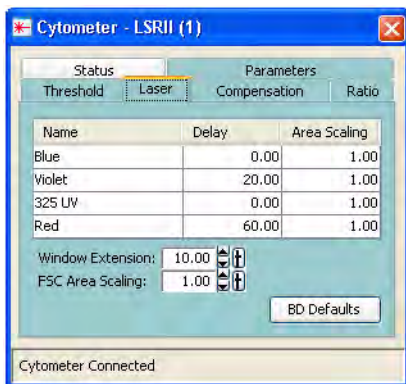 Cytometer - LSRII (1)
Status Parameters
Threshold Laser Compensation Ratio
Name Delay Area Scaling
Blue 0.00 1.00
Violet 20.00 1.00
325 UV 0.00 1.00
Red 60.00 1.00
Window Extension: 10.00
FSC Area Scaling: 1.00
BD Defaults
Cytometer Connected